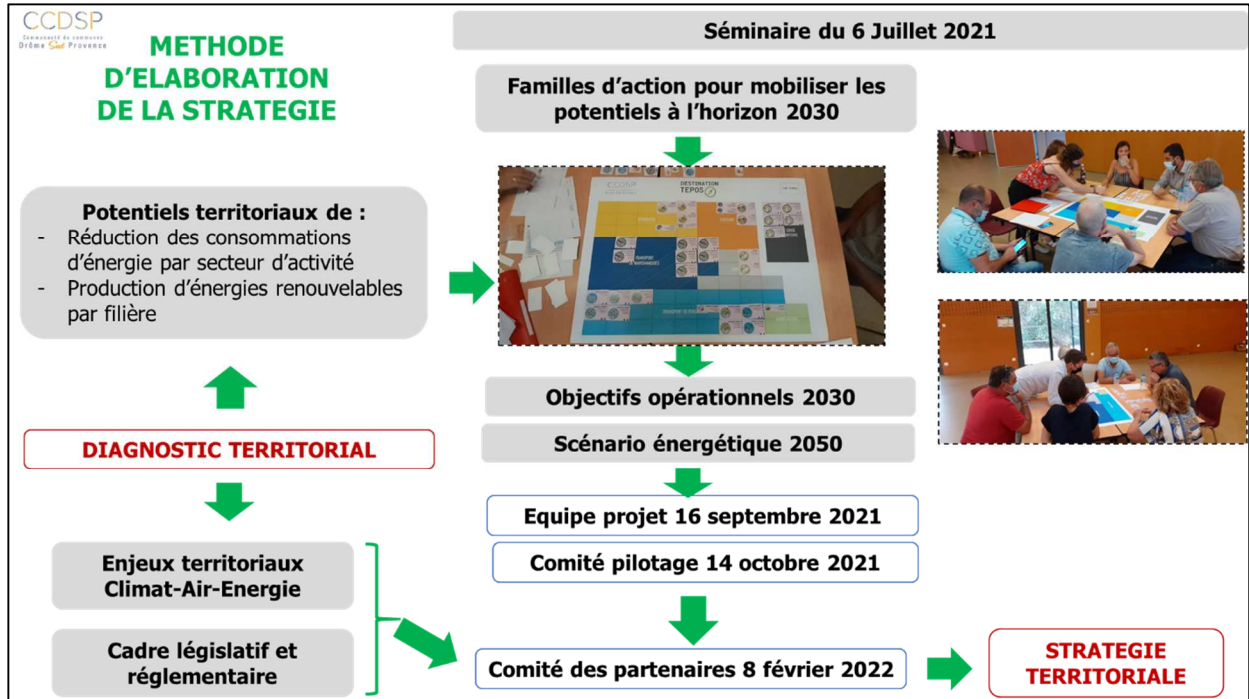 CCDSP
Communauté de communes
Drôme Sud Provence
METHODE
D'ELABORATION
DE LA STRATEGIE
Séminaire du 6 Juillet 2021
Familles d'action pour mobiliser les
potentiels à l'horizon 2030
Potentiels territoriaux de :
- Réduction des consommations
d'énergie par secteur d'activité
- Production d'énergies renouvelables
par filière
CCDSP
DESTINATION
TEPOS
Objectifs opérationnels 2030
Scénario énergétique 2050
DIAGNOSTIC TERRITORIAL
Equipe projet 16 septembre 2021
Comité pilotage 14 octobre 2021
Enjeux territoriaux
Climat-Air-Energie
Cadre législatif et
réglementaire
Comité des partenaires 8 février 2022
STRATEGIE
TERRITORIALE